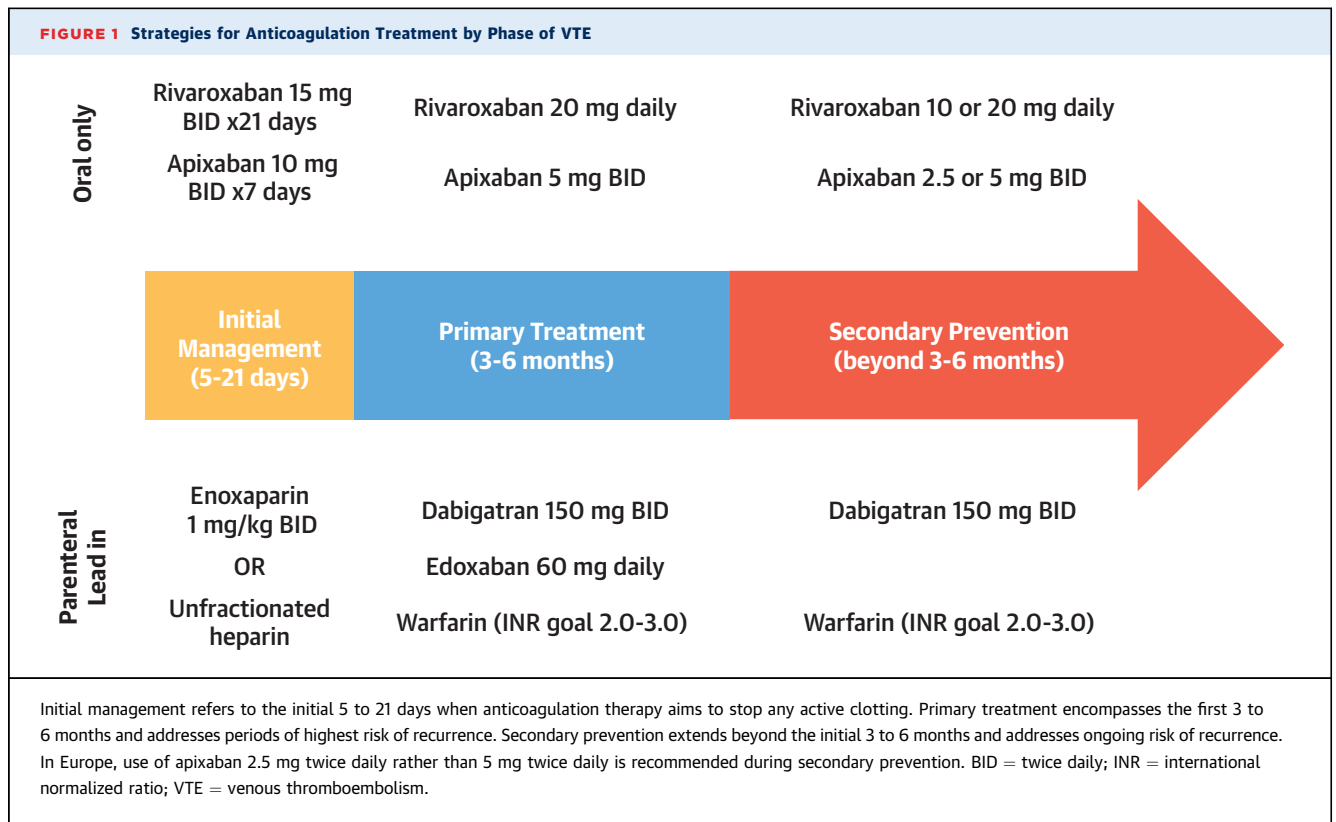 FIGURE 1 Strategies for Anticoagulation Treatment by Phase of VTE
Oral only
Rivaroxaban 15 mg
BID x21 days
Rivaroxaban 20 mg daily
Rivaroxaban 10 or 20 mg daily
Apixaban 10 mg
BID x7 days
Apixaban 5 mg BID
Apixaban 2.5 or 5 mg BID
Initial
Management
(5-21 days)
Primary Treatment
(3-6 months)
Secondary Prevention
(beyond 3-6 months)
Parenteral
Lead in
Enoxaparin
1 mg/kg BID
OR
Unfractionated
heparin
Dabigatran 150 mg BID
Edoxaban 60 mg daily
Warfarin (INR goal 2.0-3.0)
Dabigatran 150 mg BID
Warfarin (INR goal 2.0-3.0)
Initial management refers to the initial 5 to 21 days when anticoagulation therapy aims to stop any active clotting. Primary treatment encompasses the first 3 to
6 months and addresses periods of highest risk of recurrence. Secondary prevention extends beyond the initial 3 to 6 months and addresses ongoing risk of recurrence.
In Europe, use of apixaban 2.5 mg twice daily rather than 5 mg twice daily is recommended during secondary prevention. BID = twice daily; INR = international
normalized ratio; VTE = venous thromboembolism.